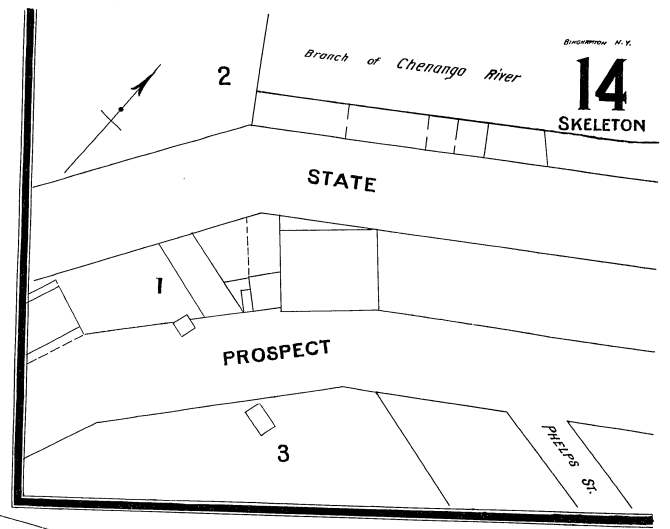 BINGHAMTON N.Y.
14
SKELETON
Branch of Chenango River
2
STATE
1
PROSPECT
3
PHELPS ST.